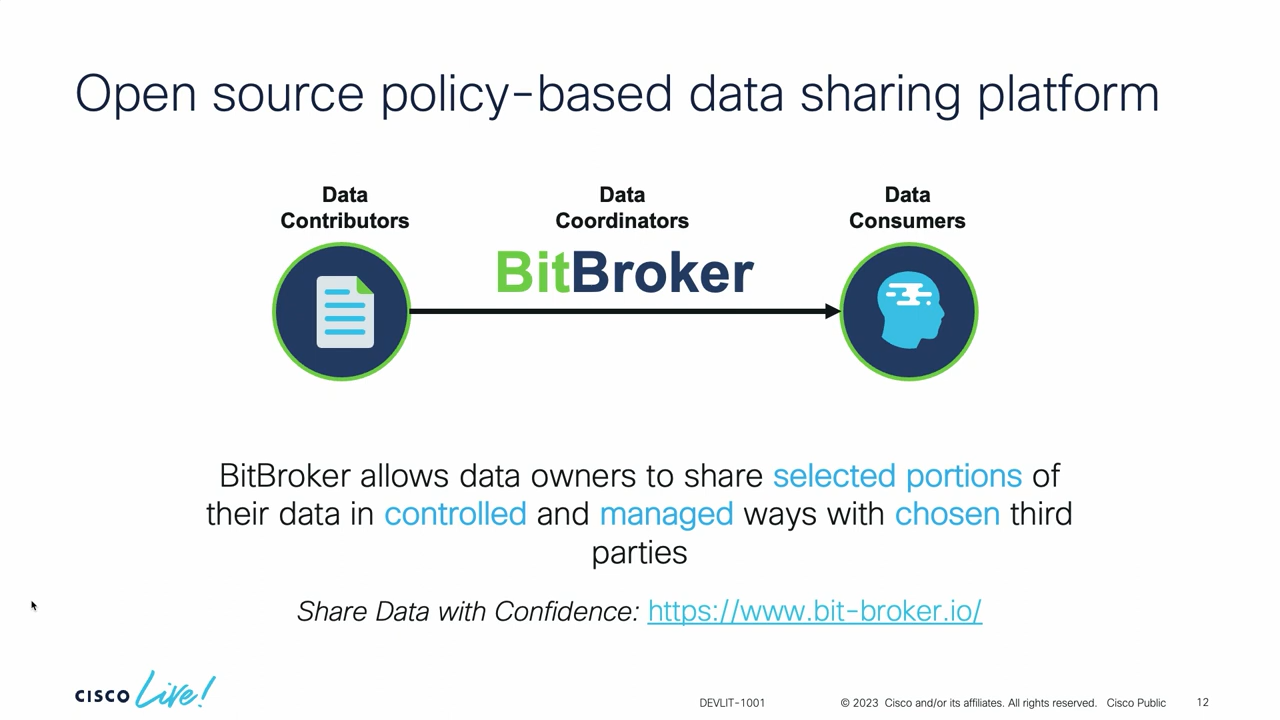 Open source policy-based data sharing platform
Data
Contributors
Data
Coordinators
Data
Consumers
BitBroker
BitBroker allows data owners to share selected portions of
their data in controlled and managed ways with chosen third
parties
Share Data with Confidence: https://www.bit-broker.io/
CISCO Live!
DEVLIT-1001
© 2023 Cisco and/or its affiliates. All rights reserved. Cisco Public
12